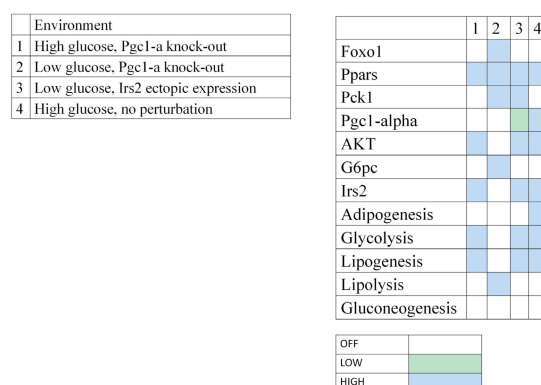 Environment
1 High glucose, Pgc1-a knock-out
2 Low glucose, Pgc1-a knock-out
3 Low glucose, Irs2 ectopic expression
4 High glucose, no perturbation
1 2 3 4
Foxo1
Ppars
Pck1
Pgc1-alpha
AKT
G6pc
Irs2
Adipogenesis
Glycolysis
Lipogenesis
Lipolysis
Gluconeogenesis
OFF
LOW
HIGH